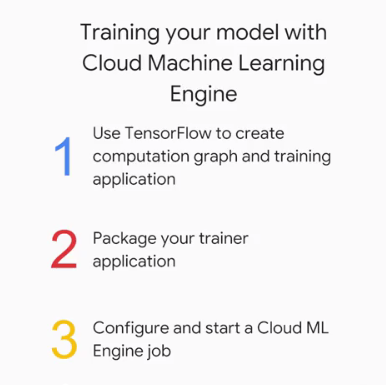 Training your model with
Cloud Machine Learning
Engine
1
Use TensorFlow to create
computation graph and training
application
2
Package your trainer
application
3
Configure and start a Cloud ML
Engine job